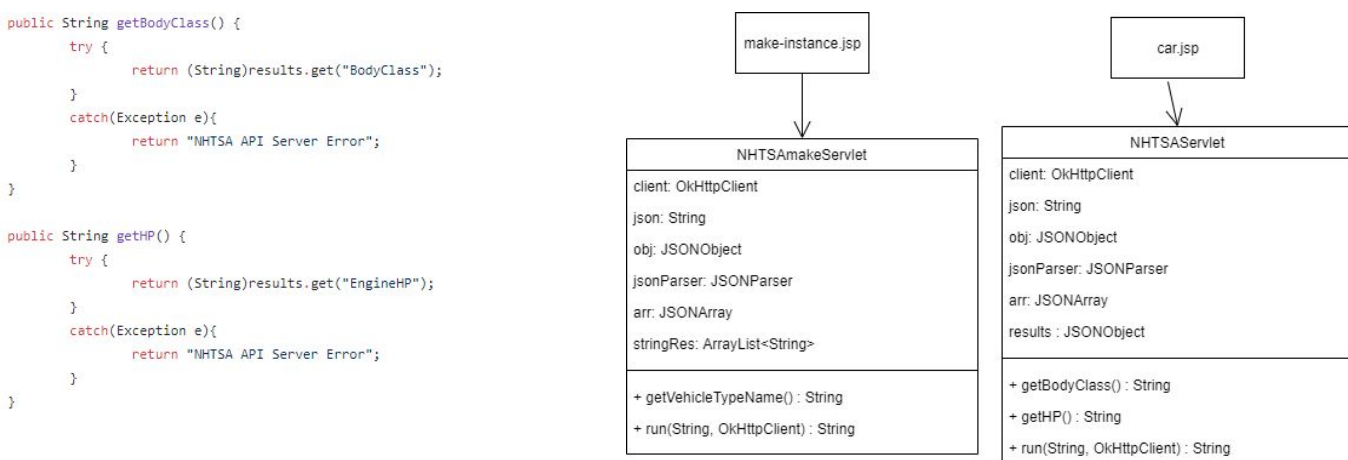 public String getBodyClass() {
try {
return (String)results.get("BodyClass");
}
catch(Exception e){
return "NHTSA API Server Error";
}
}
public String getHP() {
try {
return (String)results.get("EngineHP");
}
catch(Exception e){
return "NHTSA API Server Error";
}
}
make-instance.jsp
NHTSAmakeServlet
client: OkHttpClient
json: String
obj: JSONObject
jsonParser: JSONParser
arr: JSONArray
stringRes: ArrayList<String>
+ getVehicleTypeName() : String
+ run(String, OkHttpClient) : String
car.jsp
NHTSAServlet
client: OkHttpClient
json: String
obj: JSONObject
jsonParser: JSONParser
arr: JSONArray
results : JSONObject
+ getBodyClass() : String
+ getHP() : String
+ run(String, OkHttpClient) : String